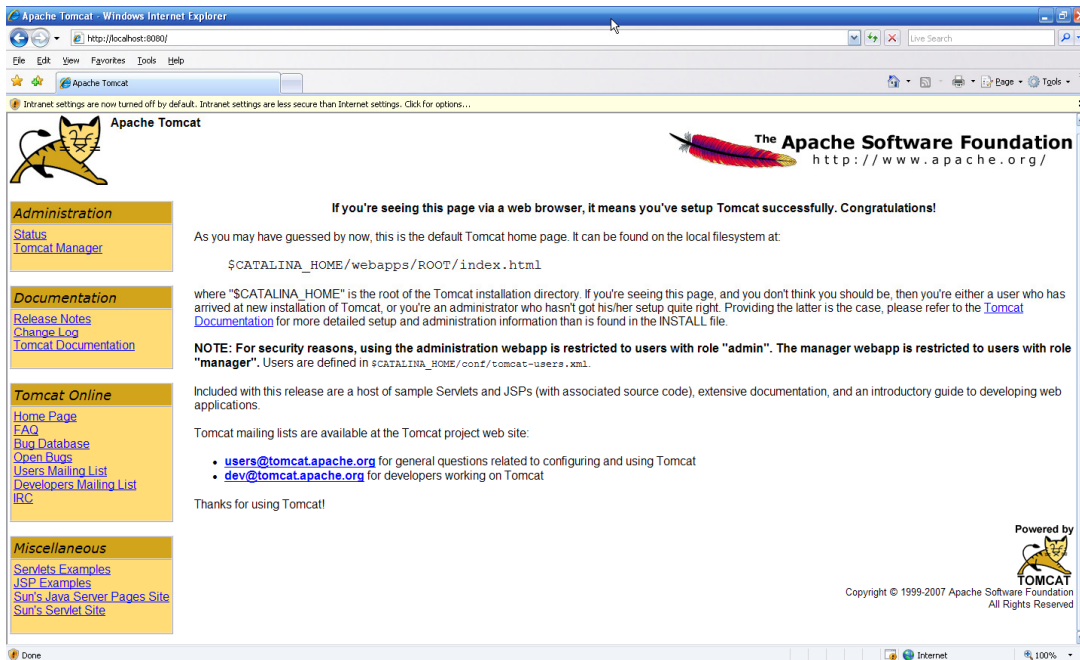 Apache Tomcat - Windows Internet Explorer
http://localhost:8080/
Live Search
File Edit View Favorites Tools Help
Apache Tomcat
Page Tools
Intranet settings are now turned off by default. Intranet settings are less secure than Internet settings. Click for options...
Apache Tomcat
The Apache Software Foundation
http://www.apache.org/
Administration
Status
Tomcat Manager
Documentation
Release Notes
Change Log
Tomcat Documentation
Tomcat Online
Home Page
FAQ
Bug Database
Open Bugs
Users Mailing List
Developers Mailing List
IRC
Miscellaneous
Servlets Examples
JSP Examples
Sun's Java Server Pages Site
Sun's Servlet Site
If you're seeing this page via a web browser, it means you've setup Tomcat successfully. Congratulations!
As you may have guessed by now, this is the default Tomcat home page. It can be found on the local filesystem at:
$CATALINA_HOME/webapps/ROOT/index.html
where "$CATALINA_HOME" is the root of the Tomcat installation directory. If you're seeing this page, and you don't think you should be, then you're either a user who has
arrived at new installation of Tomcat, or you're an administrator who hasn't got his/her setup quite right. Providing the latter is the case, please refer to the Tomcat
Documentation for more detailed setup and administration information than is found in the INSTALL file.
NOTE: For security reasons, using the administration webapp is restricted to users with role "admin". The manager webapp is restricted to users with role
"manager". Users are defined in $CATALINA_HOME/conf/tomcat-users.xml.
Included with this release are a host of sample Servlets and JSPs (with associated source code), extensive documentation, and an introductory guide to developing web
applications.
Tomcat mailing lists are available at the Tomcat project web site:
• users@tomcat.apache.org for general questions related to configuring and using Tomcat
• dev@tomcat.apache.org for developers working on Tomcat
Thanks for using Tomcat!
Powered by
TOMCAT
Copyright © 1999-2007 Apache Software Foundation
All Rights Reserved
Done
Internet
100%